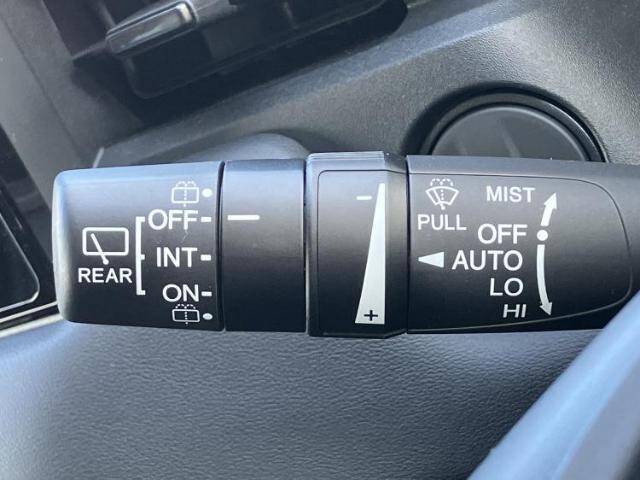 REAR
OFF
INT
ON
-
+
PULL
MIST
OFF
AUTO
LO
HI